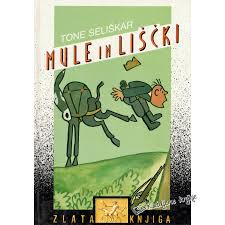 TONE SELIŠKAR
MULE IN LIŠČKI
ZLATA KNJIGA